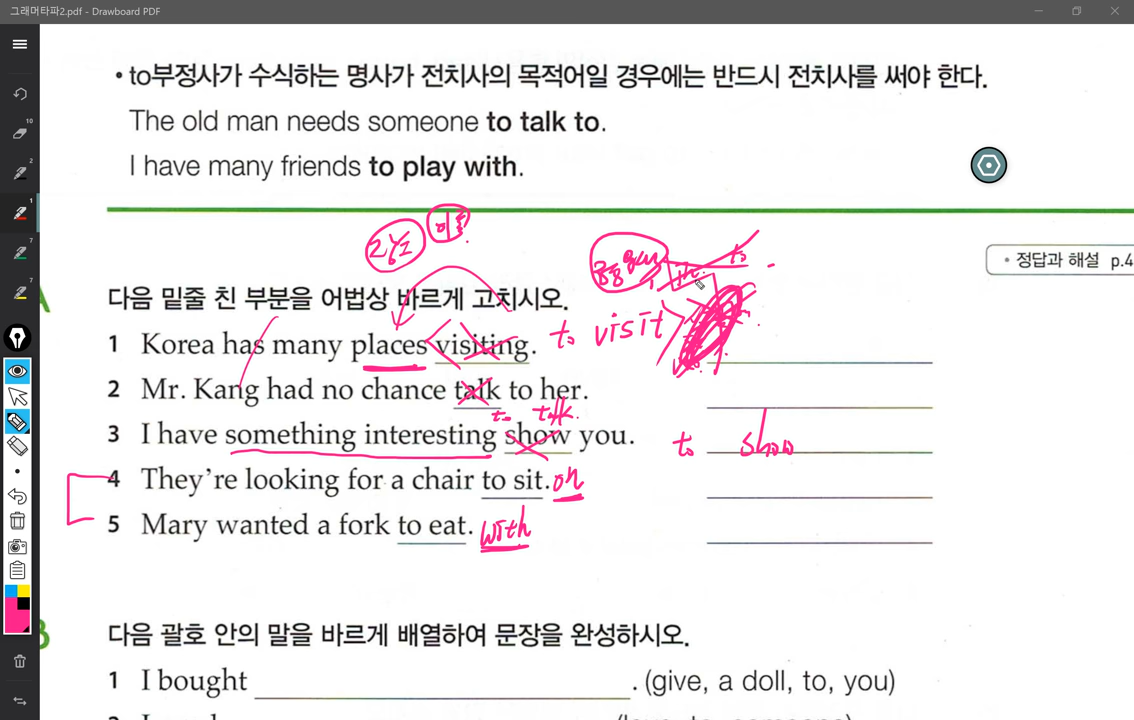 그래머타파2.pdf - Drawboard PDF
• to부정사가 수식하는 명사가 전치사의 목적어일 경우에는 반드시 전치사를 써야 한다.
The old man needs someone to talk to.
I have many friends to play with.
• 정답과 해설 p.4
A 다음 밑줄 친 부분을 어법상 바르게 고치시오.
1 Korea has many places visiting. to visit
2 Mr. Kang had no chance talk to her.
to talk
3 I have something interesting show you. to show
4 They're looking for a chair to sit. on
5 Mary wanted a fork to eat. with
B 다음 괄호 안의 말을 바르게 배열하여 문장을 완성하시오.
1 I bought . (give, a doll, to, you)
10
2
1
7
7